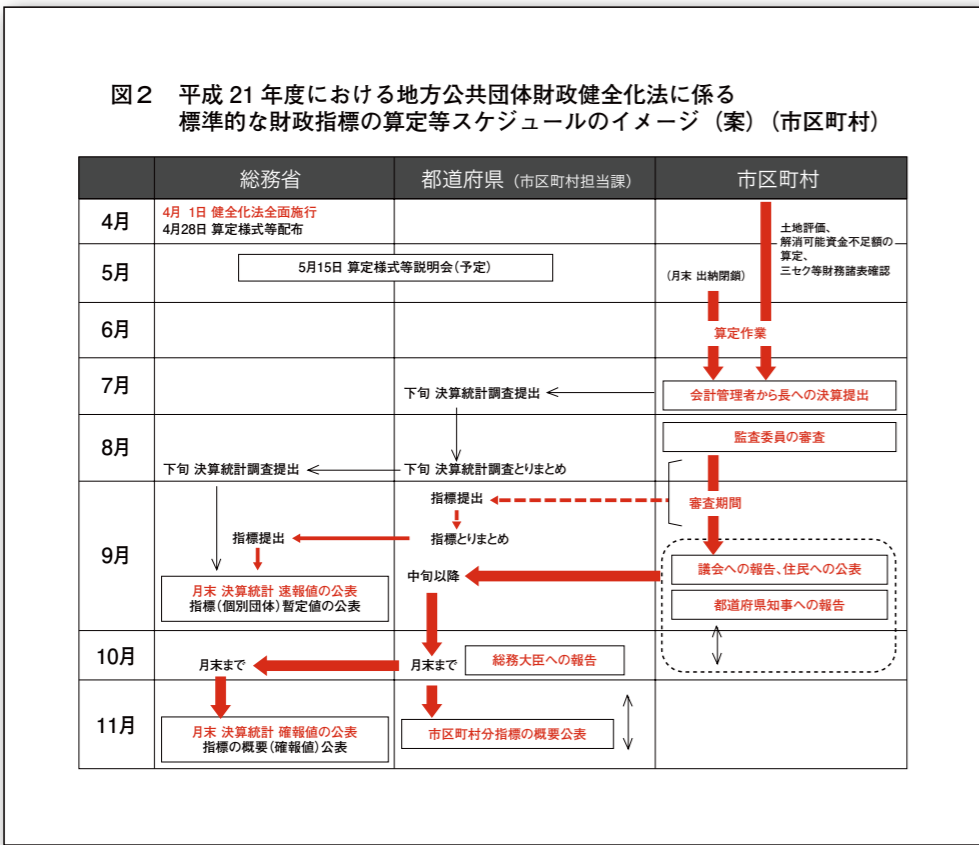 図2 平成 21 年度における地方公共団体財政健全化法に係る
標準的な財政指標の算定等スケジュールのイメージ（案）（市区町村）
総務省
都道府県（市区町村担当課）
市区町村
4月
4月 1日 健全化法全面施行
4月28日 算定様式等配布
土地評価、
解消可能資金不足額の
算定、
三セク等財務諸表確認
5月
5月15日 算定様式等説明会（予定）
（月末 出納閉鎖）
6月
算定作業
7月
下旬 決算統計調査提出
会計管理者から長への決算提出
8月
監査委員の審査
下旬 決算統計調査提出
下旬 決算統計調査とりまとめ
9月
指標提出
審査期間
指標提出
指標とりまとめ
中旬以降
議会への報告、住民への公表
月末 決算統計 速報値の公表
指標（個別団体）暫定値の公表
都道府県知事への報告
10月
月末まで
月末まで
総務大臣への報告
11月
月末 決算統計 確報値の公表
指標の概要（確報値）公表
市区町村分指標の概要公表